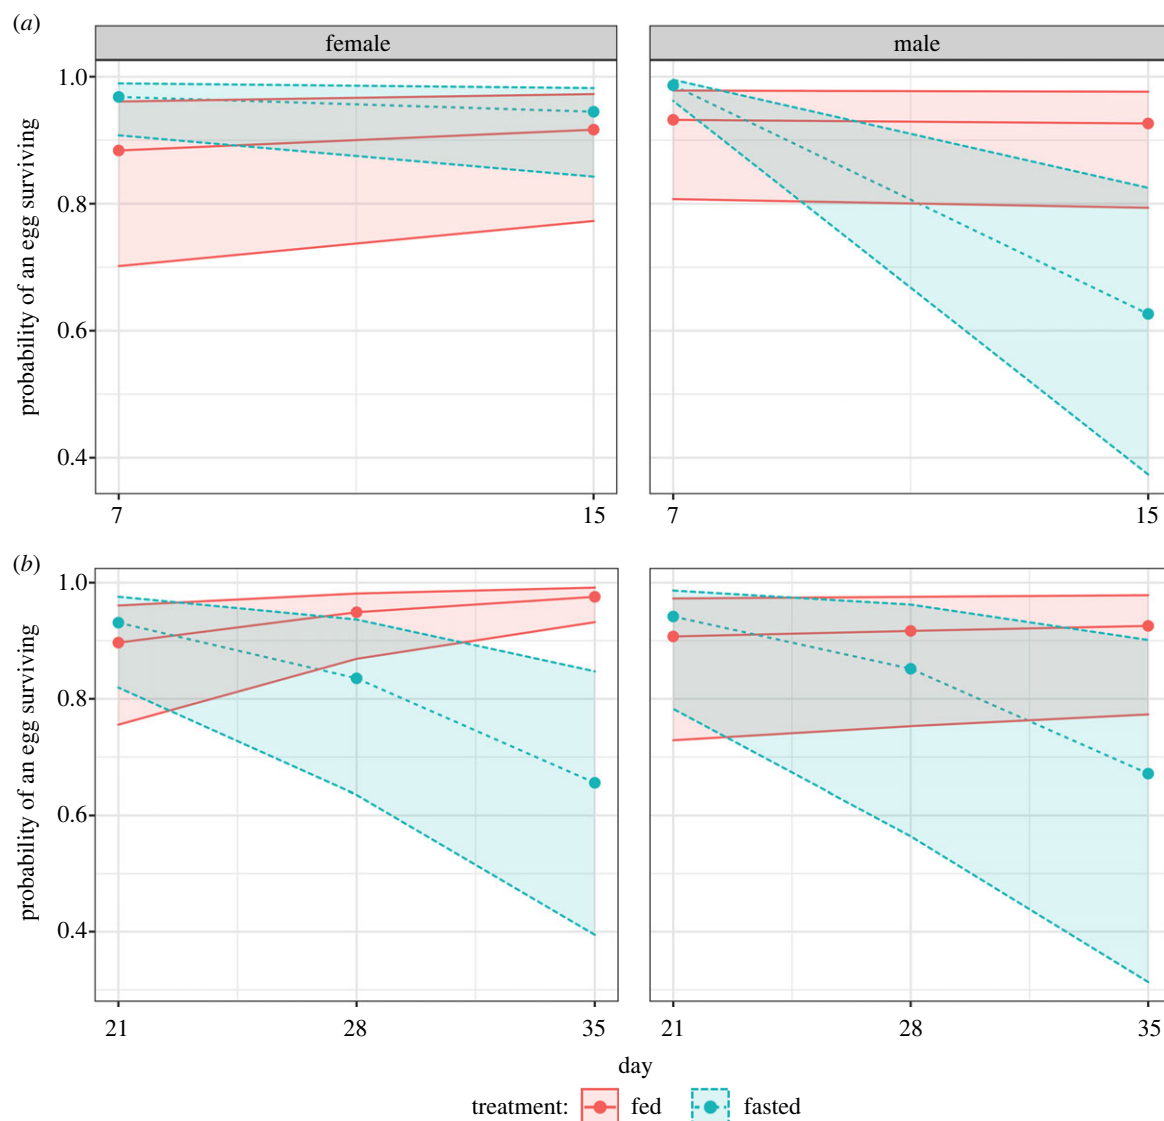 (a)
female male
probability of an egg surviving
1.0
0.8
0.6
0.4
7 15 7 15
(b)
probability of an egg surviving
1.0
0.8
0.6
0.4
21 28 35 21 28 35
day
treatment: fed fasted